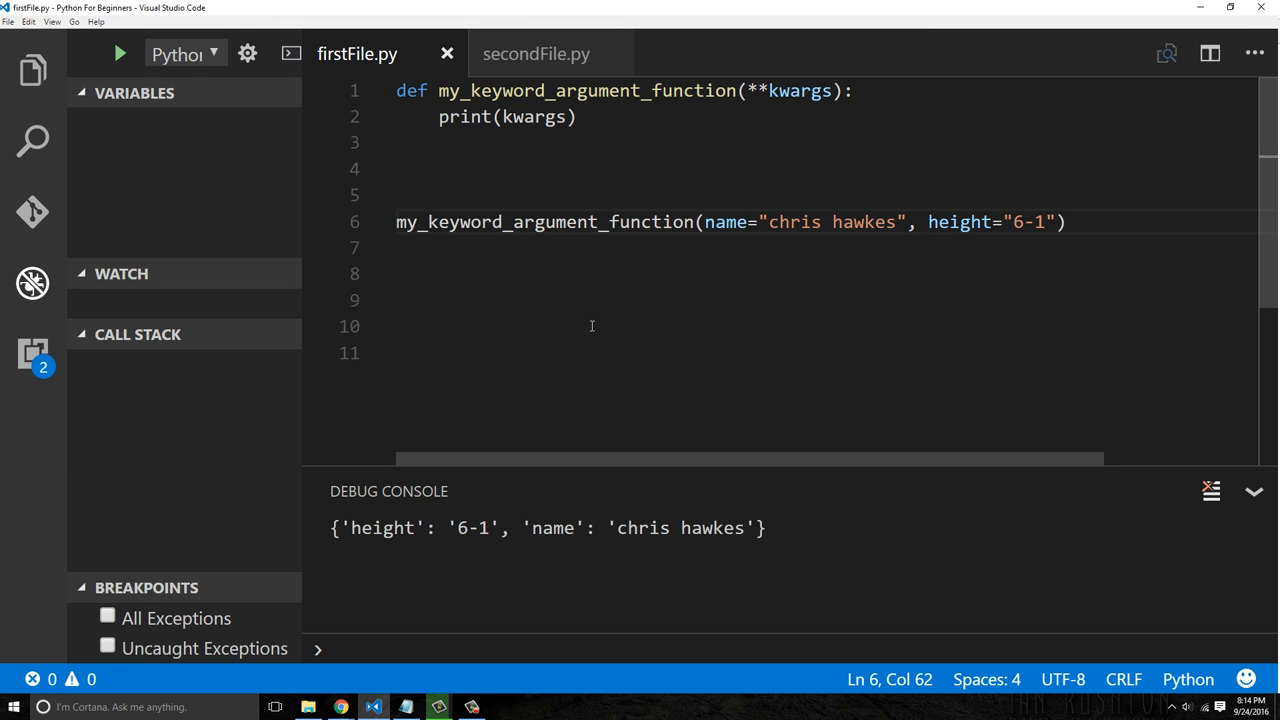 firstFile.py - Python For Beginners - Visual Studio Code
File Edit View Go Help
firstFile.py
secondFile.py
VARIABLES
WATCH
CALL STACK
2
BREAKPOINTS
All Exceptions
Uncaught Exceptions
1 def my_keyword_argument_function(**kwargs):
2 print(kwargs)
3
4
5
6 my_keyword_argument_function(name="chris hawkes", height="6-1")
7
8
9
10
11
DEBUG CONSOLE
{'height': '6-1', 'name': 'chris hawkes'}
0 0 Ln 6, Col 62 Spaces: 4 UTF-8 CRLF Python
I'm Cortana. Ask me anything.
8:14 PM
9/24/2016